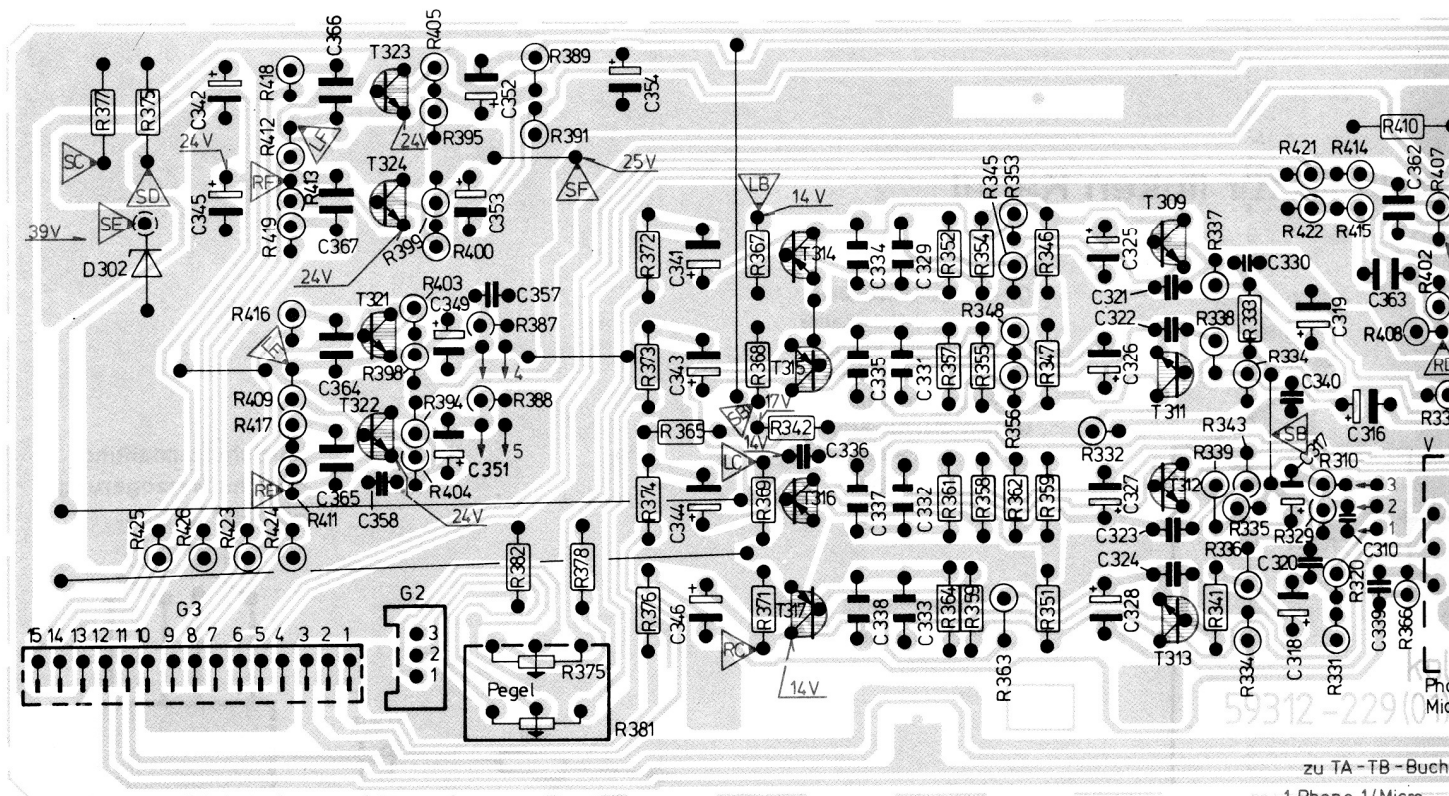 R405
C366
T323
R418
R389
C354
R377
R375
C342
C352
R412
LF
24V
R395
R391
24V
R410
SC
T324
25V
R421
R414
C362
R407
SD
RF
R413
SF
LB
14V
R345
R353
C345
C353
T309
39V
SE
R419
C367
R399
R400
R372
C341
R367
T314
C334
C329
R352
R354
R346
C325
R337
R422
R415
D302
24V
C330
C363
R402
R403
C349
C357
C321
R416
T321
R387
R348
C322
R338
R333
C319
R408
LE
4
R373
C343
R368
T315
C335
C331
R357
R355
R347
C326
R334
RL
C364
R398
C340
R409
T322
R394
R388
SB
17V
R356
T311
R417
R365
R342
R343
SB
C316
C351
5
14V
C336
R332
R339
C317
R310
LC
RE
C365
C358
R404
R374
C344
R369
T316
C337
C332
R361
R358
R362
R359
C327
T312
3
2
1
R425
R426
R423
R424
R411
24V
C323
R335
R329
C310
R382
R378
C324
R336
C320
R320
G3
G2
R376
C346
R371
T317
C338
C333
R364
R359
R351
C328
R341
C339
R366
15 14 13 12 11 10 9 8 7 6 5 4 3 2 1
3
2
1
RC
R363
T313
R334
C318
R331
R375
14V
Pegel
R381
59312-229(01
zu TA-TB-Buch
1 Phono 1/Micro